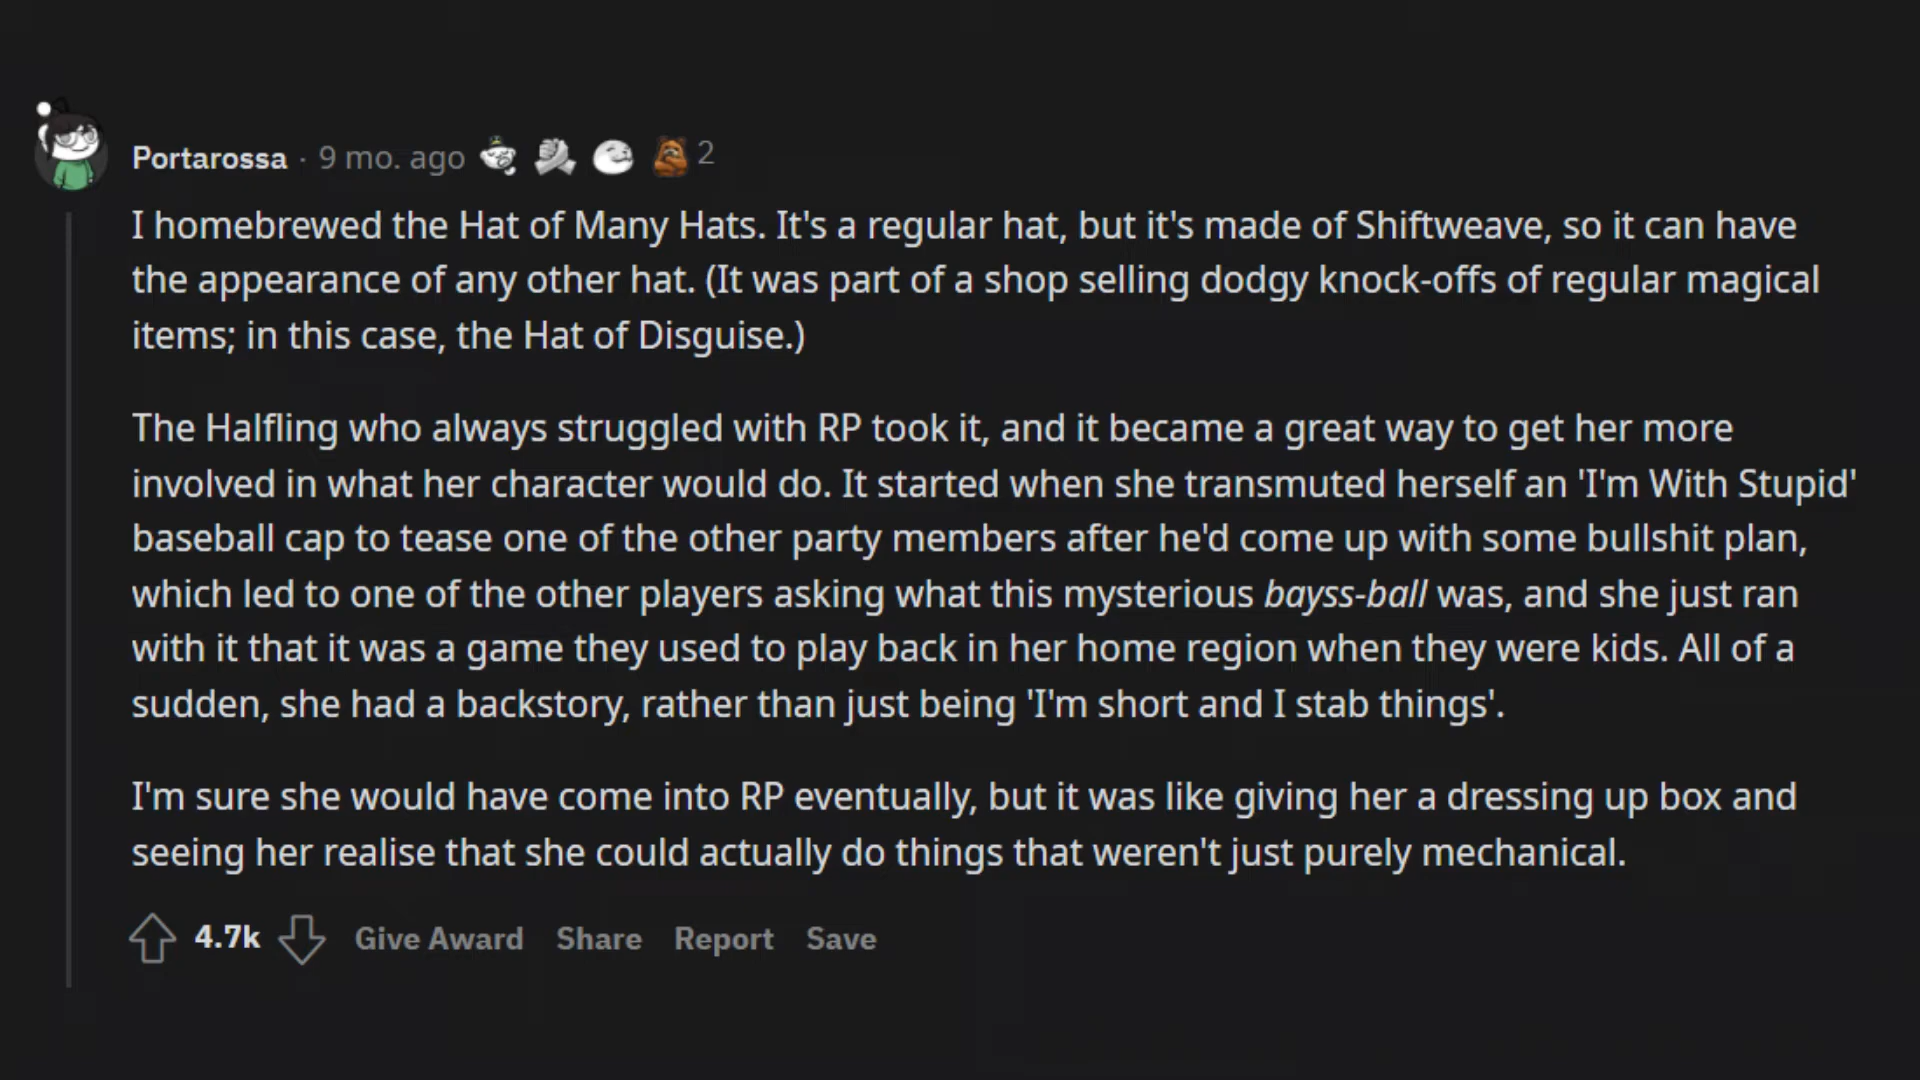 Portarossa · 9 mo. ago 2
I homebrewed the Hat of Many Hats. It's a regular hat, but it's made of Shiftweave, so it can have
the appearance of any other hat. (It was part of a shop selling dodgy knock-offs of regular magical
items; in this case, the Hat of Disguise.)
The Halfling who always struggled with RP took it, and it became a great way to get her more
involved in what her character would do. It started when she transmuted herself an 'I'm With Stupid'
baseball cap to tease one of the other party members after he'd come up with some bullshit plan,
which led to one of the other players asking what this mysterious bayss-ball was, and she just ran
with it that it was a game they used to play back in her home region when they were kids. All of a
sudden, she had a backstory, rather than just being 'I'm short and I stab things'.
I'm sure she would have come into RP eventually, but it was like giving her a dressing up box and
seeing her realise that she could actually do things that weren't just purely mechanical.
4.7k Give Award Share Report Save